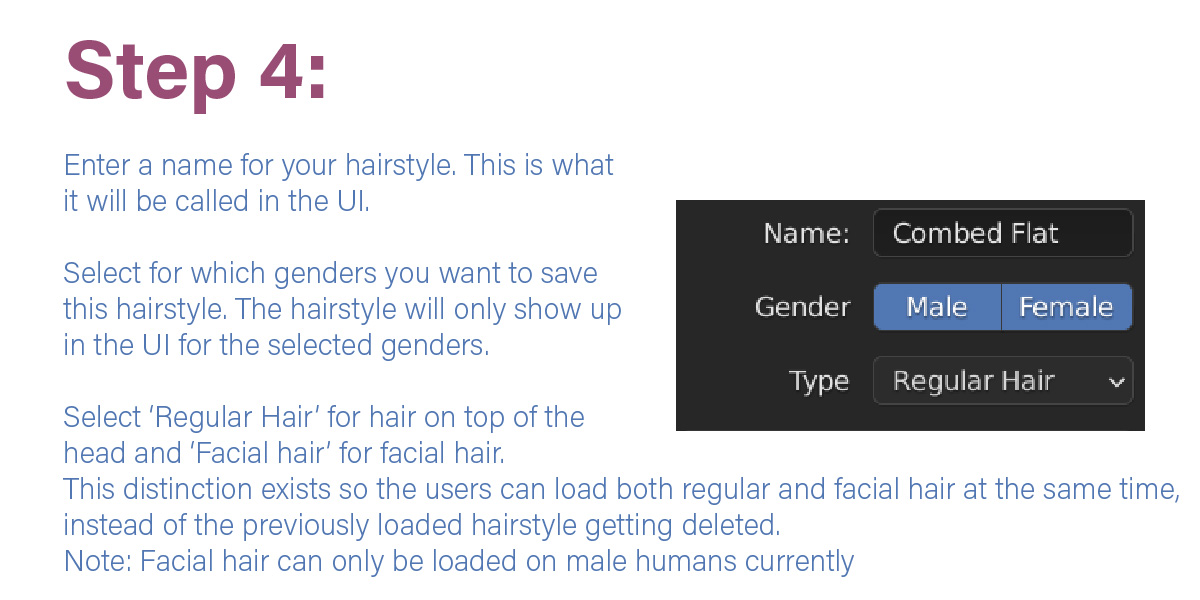 Step 4:
Enter a name for your hairstyle. This is what
it will be called in the UI.
Select for which genders you want to save
this hairstyle. The hairstyle will only show up
in the UI for the selected genders.
Select ‘Regular Hair’ for hair on top of the
head and ‘Facial hair’ for facial hair.
This distinction exists so the users can load both regular and facial hair at the same time,
instead of the previously loaded hairstyle getting deleted.
Note: Facial hair can only be loaded on male humans currently
Name: Combed Flat
Gender Male Female
Type Regular Hair